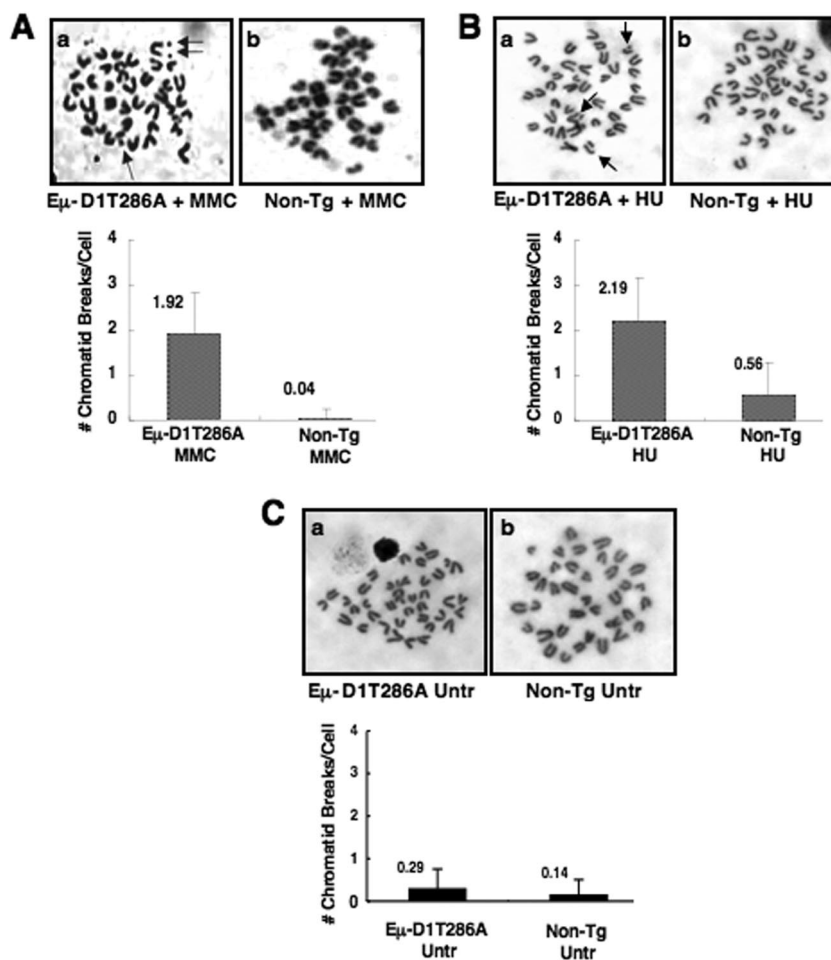 A
a
b
Eµ-D1T286A + MMC
Non-Tg + MMC
# Chromatid Breaks/Cell
4
3
2
1
0
1.92
0.04
Eµ-D1T286A
MMC
Non-Tg
MMC
B
a
b
Eµ-D1T286A + HU
Non-Tg + HU
# Chromatid Breaks/Cell
4
3
2
1
0
2.19
0.56
Eµ-D1T286A
HU
Non-Tg
HU
C
a
b
Eµ-D1T286A Untr
Non-Tg Untr
# Chromatid Breaks/Cell
4
3
2
1
0
0.29
0.14
Eµ-D1T286A
Untr
Non-Tg
Untr